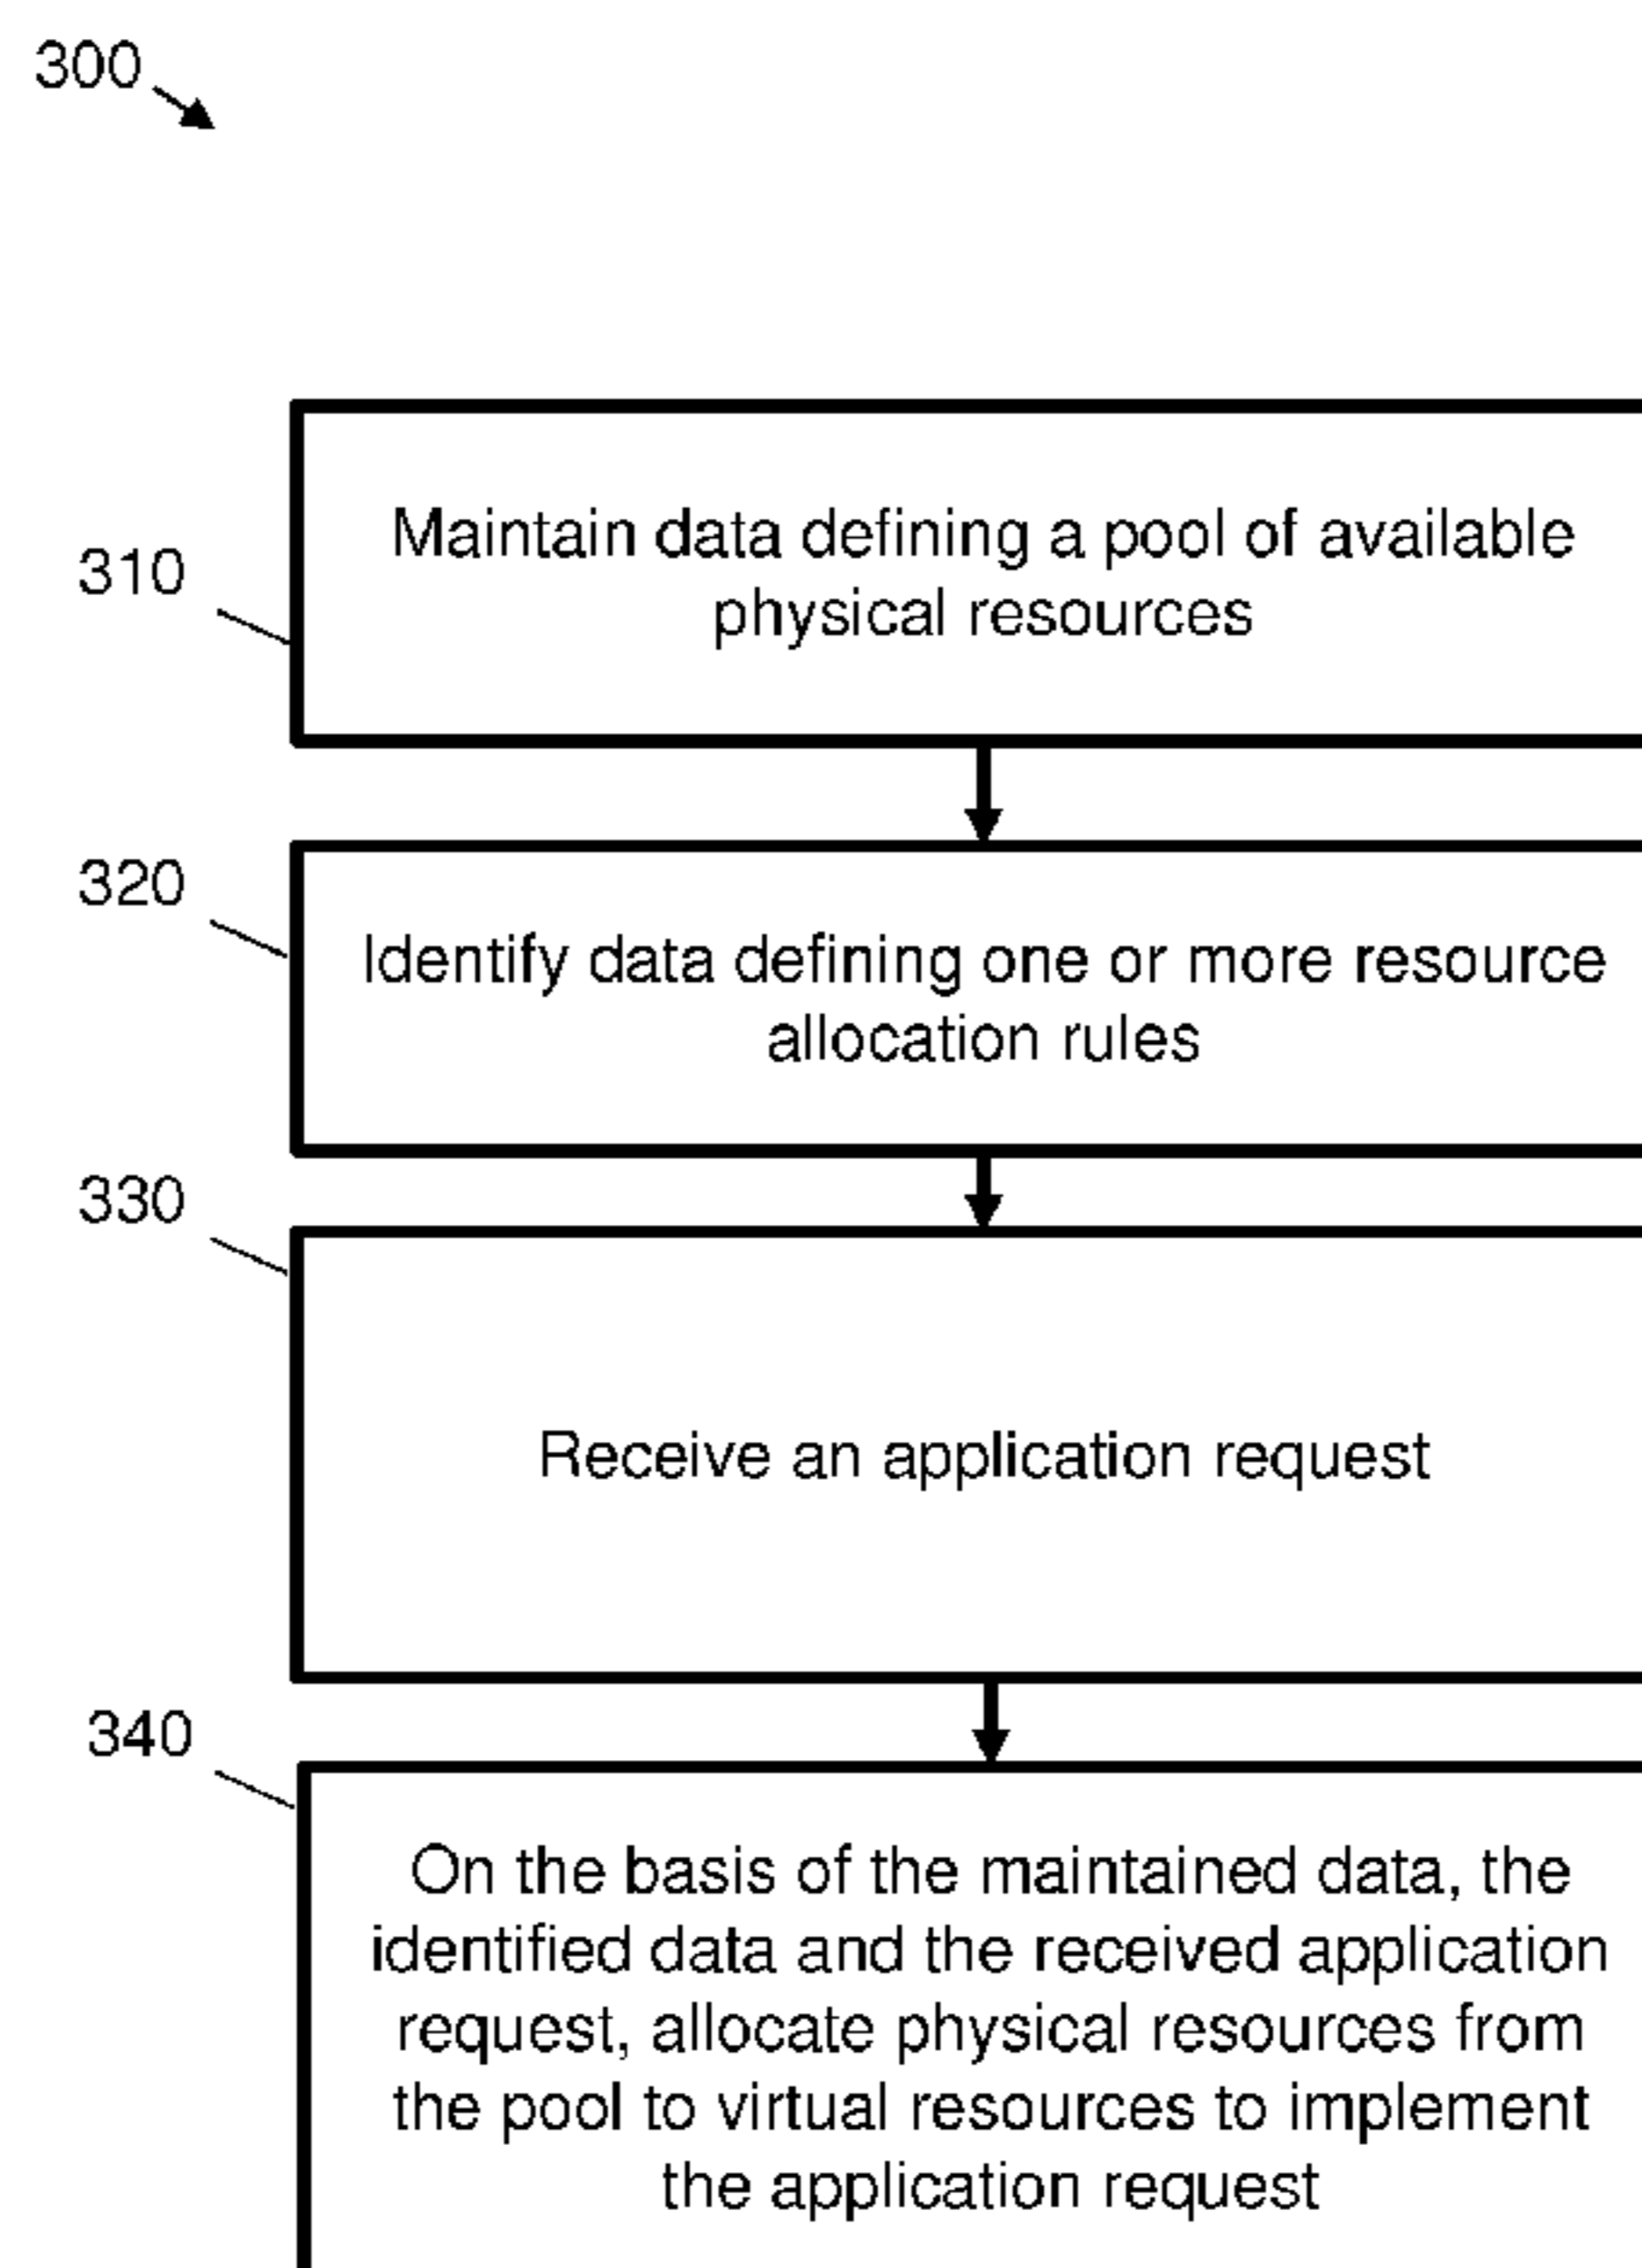 300
310
Maintain data defining a pool of available
physical resources
320
Identify data defining one or more resource
allocation rules
330
Receive an application request
340
On the basis of the maintained data, the
identified data and the received application
request, allocate physical resources from
the pool to virtual resources to implement
the application request